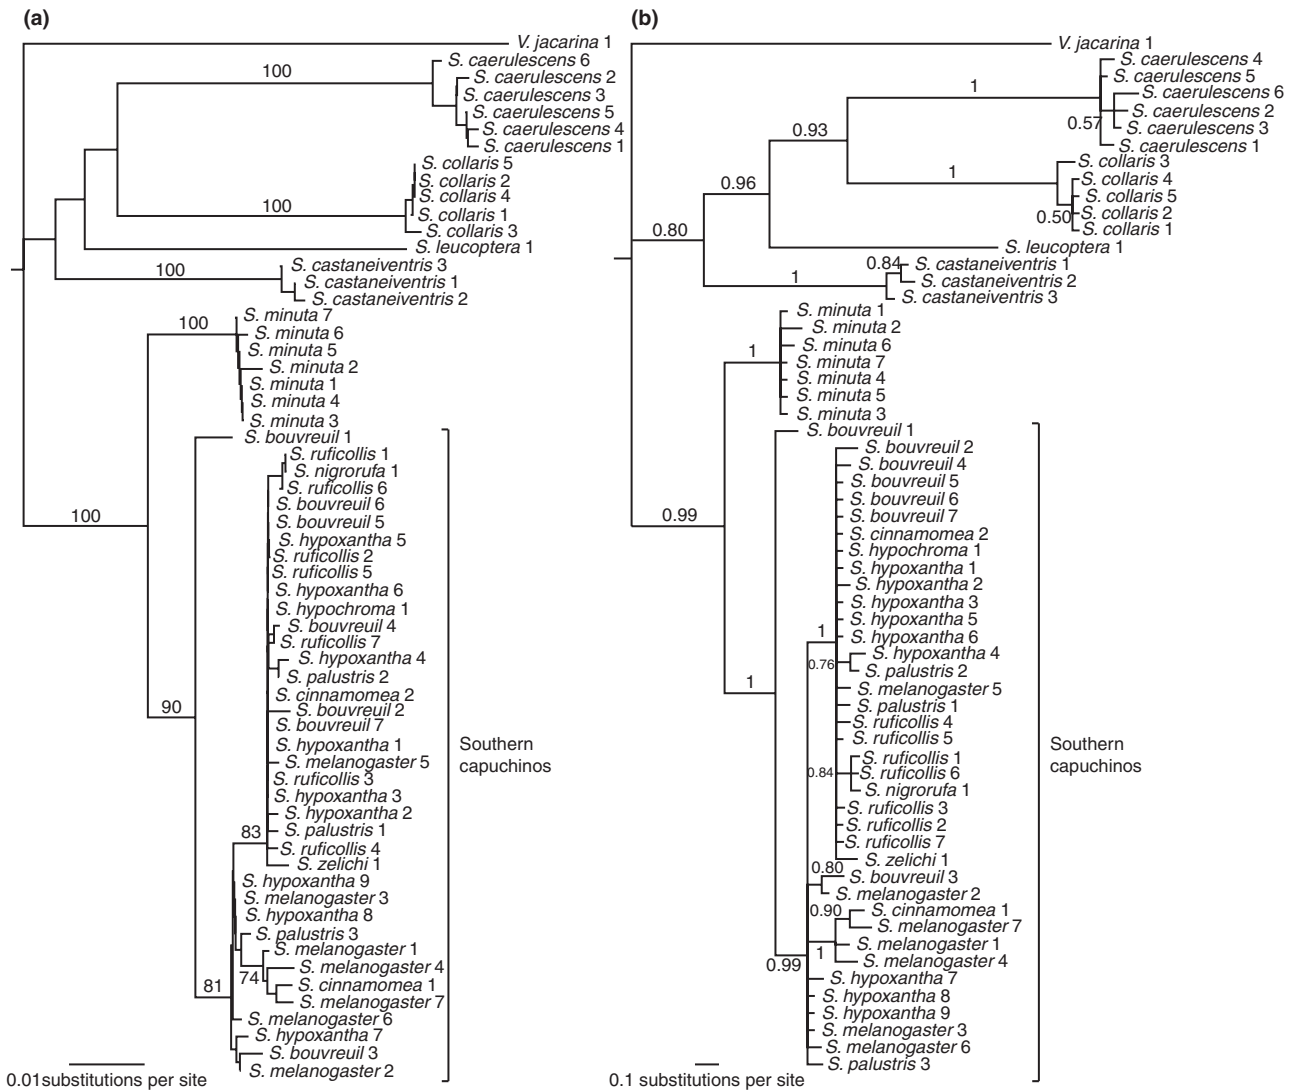 (a)
V. jacarina 1
S. caerulescens 6
100
S. caerulescens 2
S. caerulescens 3
S. caerulescens 5
S. caerulescens 4
S. caerulescens 1
S. collaris 5
S. collaris 2
S. collaris 4
100
S. collaris 1
S. collaris 3
S. leucoptera 1
S. castaneiventris 3
100
S. castaneiventris 1
S. castaneiventris 2
S. minuta 7
100
S. minuta 6
S. minuta 5
S. minuta 2
S. minuta 1
S. minuta 4
S. minuta 3
S. bouvreuil 1
S. ruficollis 1
S. nigrorufa 1
S. ruficollis 6
S. bouvreuil 6
100
S. bouvreuil 5
S. hypoxantha 5
S. ruficollis 2
S. ruficollis 5
S. hypoxantha 6
S. hypochroma 1
S. bouvreuil 4
S. ruficollis 7
S. hypoxantha 4
S. palustris 2
S. cinnamomea 2
90
S. bouvreuil 2
S. bouvreuil 7
S. hypoxantha 1
S. melanogaster 5
S. ruficollis 3
S. hypoxantha 3
S. hypoxantha 2
83
S. palustris 1
S. ruficollis 4
S. zelichi 1
S. hypoxantha 9
S. melanogaster 3
S. hypoxantha 8
S. palustris 3
S. melanogaster 1
74
S. melanogaster 4
81
S. cinnamomea 1
S. melanogaster 7
S. melanogaster 6
S. hypoxantha 7
S. bouvreuil 3
S. melanogaster 2
Southern
capuchinos
0.01substitutions per site
(b)
V. jacarina 1
S. caerulescens 4
1
S. caerulescens 5
S. caerulescens 6
S. caerulescens 2
0.57
S. caerulescens 3
0.93
S. caerulescens 1
S. collaris 3
1
S. collaris 4
0.96
S. collaris 5
S. collaris 2
0.50
S. collaris 1
0.80
S. leucoptera 1
0.84
S. castaneiventris 1
1
S. castaneiventris 2
S. castaneiventris 3
S. minuta 1
S. minuta 2
S. minuta 6
1
S. minuta 7
S. minuta 4
S. minuta 5
S. minuta 3
S. bouvreuil 1
S. bouvreuil 2
S. bouvreuil 4
S. bouvreuil 5
S. bouvreuil 6
0.99
S. bouvreuil 7
S. cinnamomea 2
S. hypochroma 1
S. hypoxantha 1
S. hypoxantha 2
S. hypoxantha 3
S. hypoxantha 5
1
S. hypoxantha 6
S. hypoxantha 4
0.76
S. palustris 2
1
S. melanogaster 5
S. palustris 1
S. ruficollis 4
S. ruficollis 5
S. ruficollis 1
0.84
S. ruficollis 6
S. nigrorufa 1
S. ruficollis 3
S. ruficollis 2
S. ruficollis 7
S. zelichi 1
0.80
S. bouvreuil 3
S. melanogaster 2
0.90
S. cinnamomea 1
S. melanogaster 7
S. melanogaster 1
1
S. melanogaster 4
0.99
S. hypoxantha 7
S. hypoxantha 8
S. hypoxantha 9
S. melanogaster 3
S. melanogaster 6
S. palustris 3
Southern
capuchinos
0.1 substitutions per site